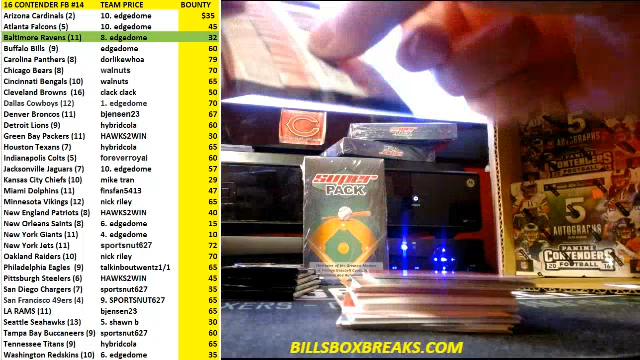 16 CONTENDER FB #14 TEAM PRICE BOUNTY
Arizona Cardinals (2) 10. edgedome $35
Atlanta Falcons (5) 10. edgedome 45
Baltimore Ravens (11) 8. edgedome 32
Buffalo Bills (9) edgedome 60
Carolina Panthers (8) dorlikewhoa 79
Chicago Bears (8) walnuts 70
Cincinnati Bengals (10) walnuts 65
Cleveland Browns (16) clack clack 50
Dallas Cowboys (12) 1. edgedome 70
Denver Broncos (11) bjensen23 67
Detroit Lions (9) hybridcola 60
Green Bay Packers (11) HAWKS2WIN 30
Houston Texans (7) hybridcola 65
Indianapolis Colts (5) foreverroyal 60
Jacksonville Jaguars (7) 10. edgedome 57
Kansas City Chiefs (10) mike tran 29
Miami Dolphins (11) finsfan5413 47
Minnesota Vikings (12) nick riley 65
New England Patriots (8) HAWKS2WIN 40
New Orleans Saints (8) 6. edgedome 15
New York Giants (11) 4. edgedome 10
New York Jets (11) sportsnut627 72
Oakland Raiders (10) nick riley 60
Philadelphia Eagles (9) talkinboutwentz1/1 65
Pittsburgh Steelers (6) HAWKS2WIN 45
San Diego Chargers (7) sportsnut627 35
San Francisco 49ers (4) 9. SPORTSNUT627 65
LA RAMS (11) bjensen23 65
Seattle Seahawks (13) 5. shawn b 30
Tampa Bay Buccaneers (9) sportsnut627 60
Tennessee Titans (9) hybridcola 65
Washington Redskins (10) 6. edgedome 35
super
PACK
5
AUTOGRAPHS
CONTENDERS
5
AUTOGRAPHS
PANINI
CONTENDERS
FOOTBALL
BILLSBOXBREAKS.COM